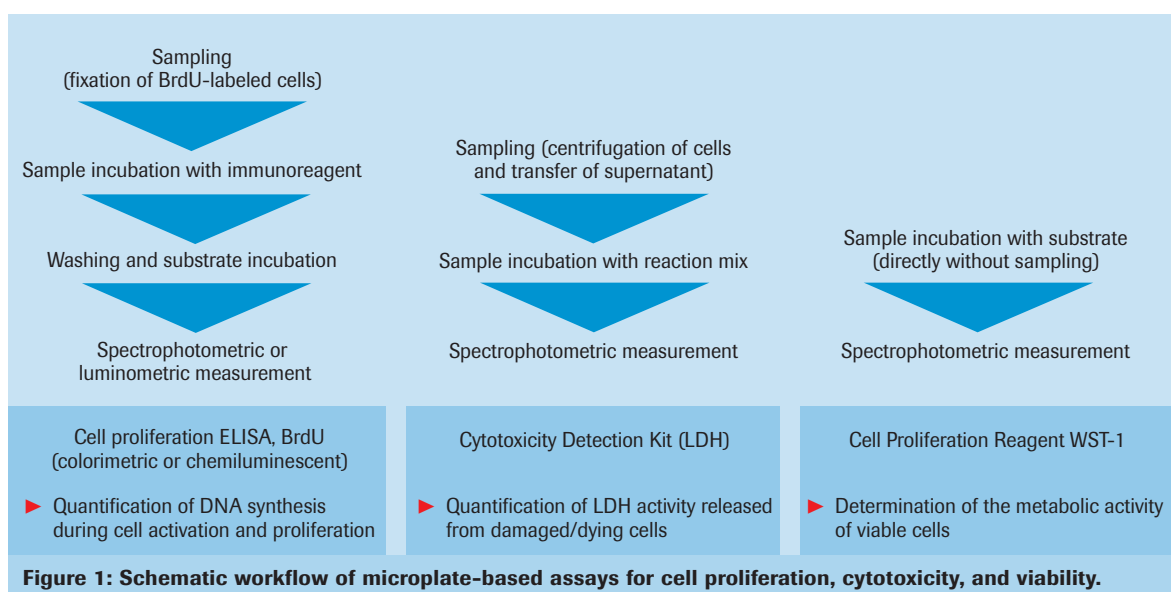 Sampling
(fixation of BrdU-labeled cells)
Sample incubation with immunoreagent
Washing and substrate incubation
Spectrophotometric or
luminometric measurement
Cell proliferation ELISA, BrdU
(colorimetric or chemiluminescent)
► Quantification of DNA synthesis
during cell activation and proliferation
Sampling (centrifugation of cells
and transfer of supernatant)
Sample incubation with reaction mix
Spectrophotometric measurement
Cytotoxicity Detection Kit (LDH)
► Quantification of LDH activity released
from damaged/dying cells
Sample incubation with substrate
(directly without sampling)
Spectrophotometric measurement
Cell Proliferation Reagent WST-1
► Determination of the metabolic activity
of viable cells
Figure 1: Schematic workflow of microplate-based assays for cell proliferation, cytotoxicity, and viability.